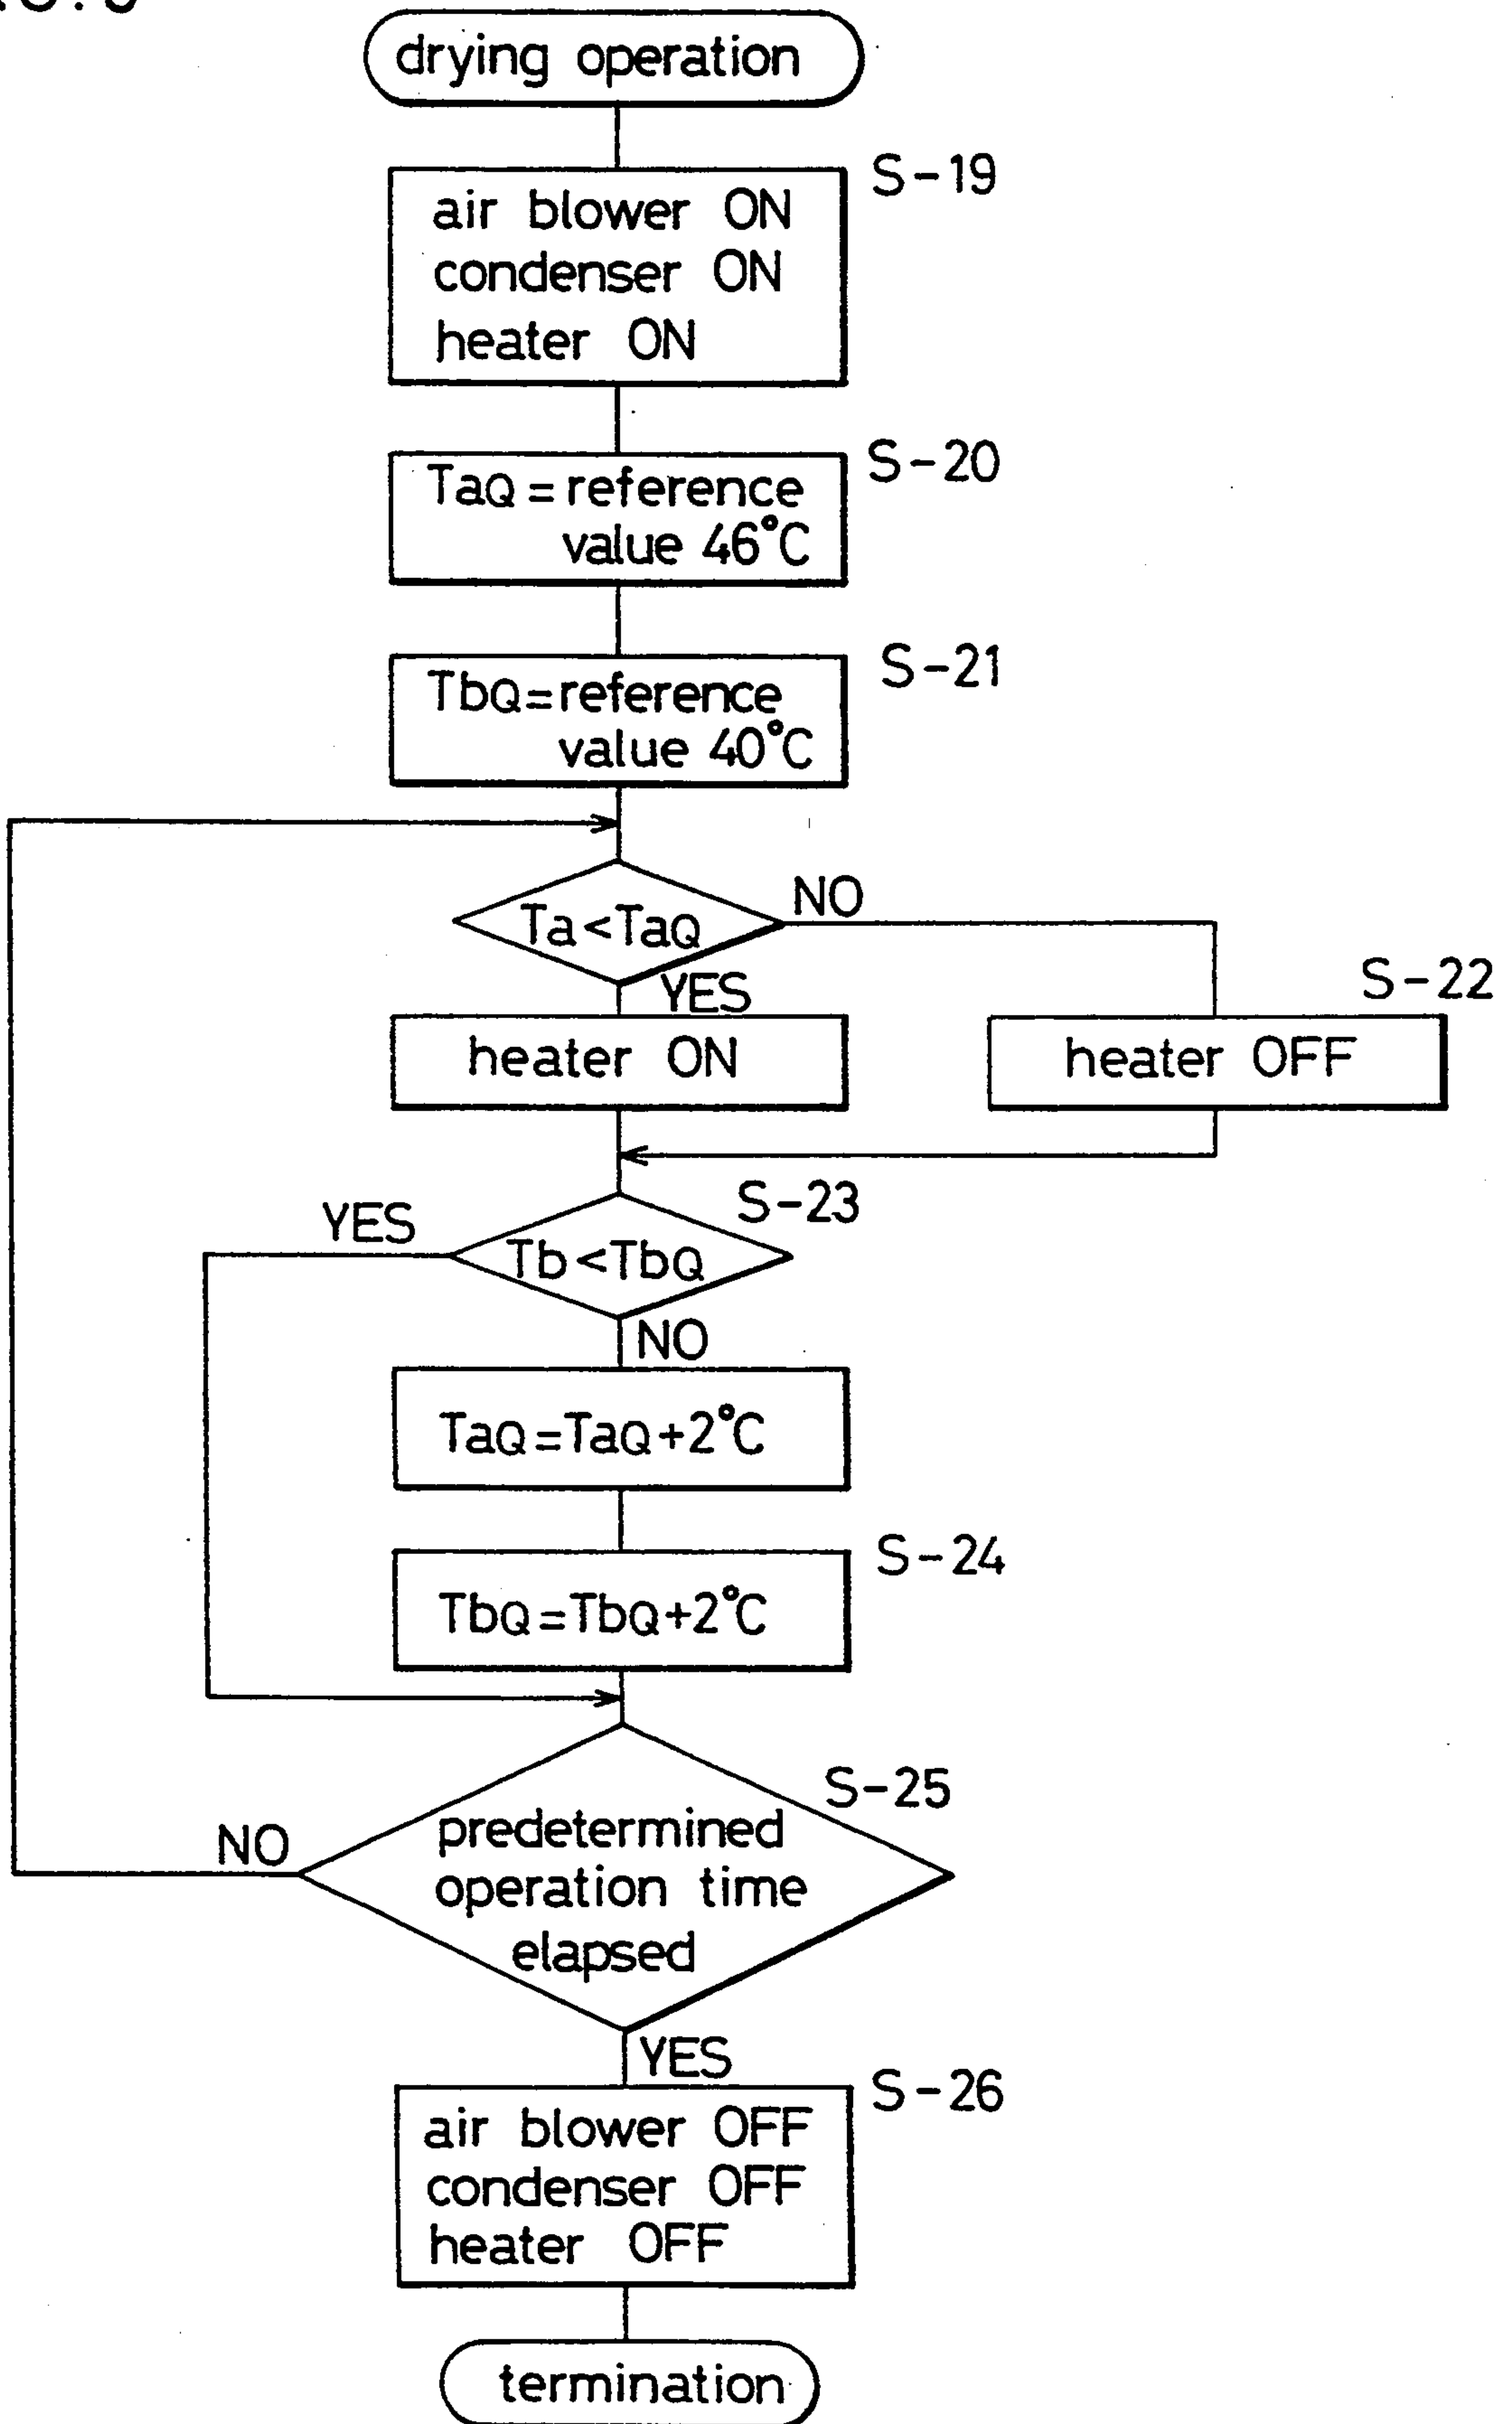 drying operation
S-19
air blower ON
condenser ON
heater ON
S-20
TaQ = reference
value 46°C
S-21
TbQ = reference
value 40°C
Ta < TaQ
NO
YES
S-22
heater ON
heater OFF
S-23
YES
Tb < TbQ
NO
TaQ = TaQ + 2°C
S-24
TbQ = TbQ + 2°C
S-25
NO
predetermined
operation time
elapsed
YES
S-26
air blower OFF
condenser OFF
heater OFF
termination